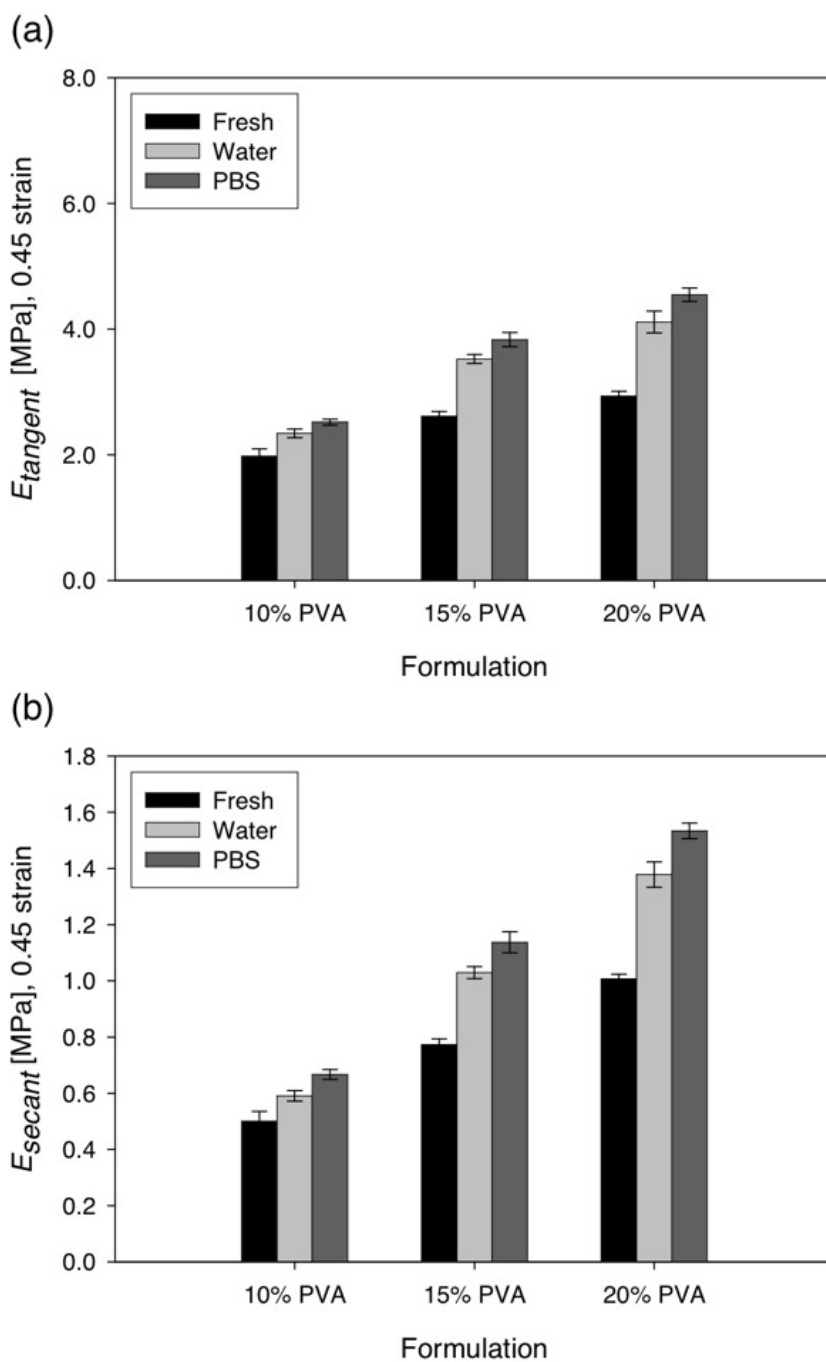 (a)
8.0
6.0
4.0
2.0
0.0
E tangent [MPa], 0.45 strain
Fresh
Water
PBS
10% PVA 15% PVA 20% PVA
Formulation
(b)
1.8
1.6
1.4
1.2
1.0
0.8
0.6
0.4
0.2
0.0
E secant [MPa], 0.45 strain
Fresh
Water
PBS
10% PVA 15% PVA 20% PVA
Formulation